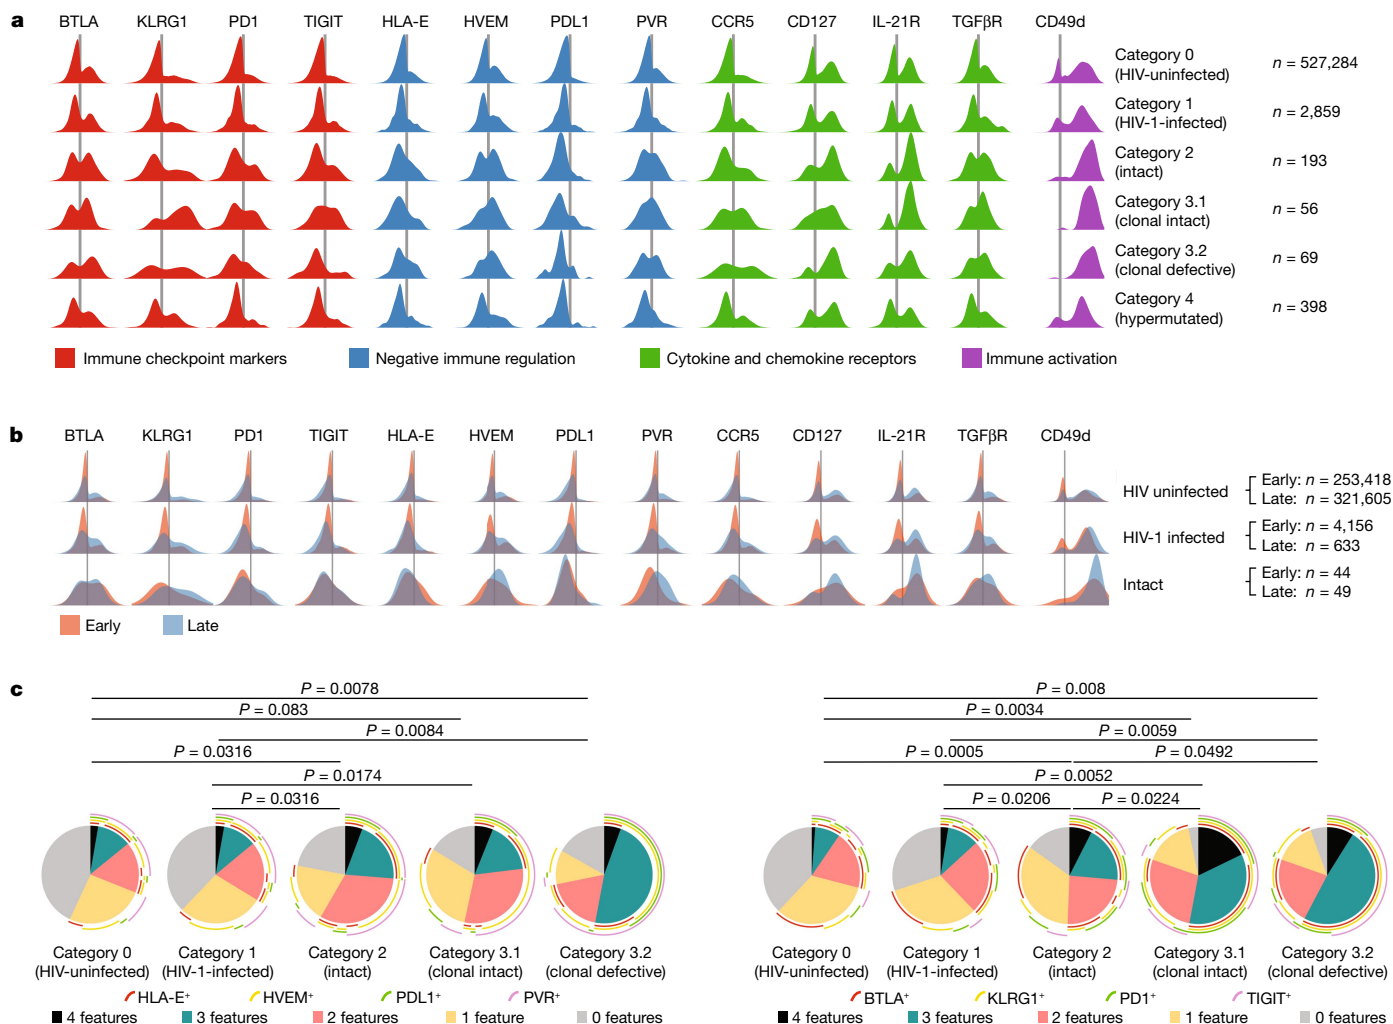 a
BTLA KLRG1 PD1 TIGIT HLA-E HVEM PDL1 PVR CCR5 CD127 IL-21R TGFβR CD49d
Category 0
(HIV-uninfected) n = 527,284
Category 1
(HIV-1-infected) n = 2,859
Category 2
(intact) n = 193
Category 3.1
(clonal intact) n = 56
Category 3.2
(clonal defective) n = 69
Category 4
(hypermutated) n = 398
Immune checkpoint markers Negative immune regulation Cytokine and chemokine receptors Immune activation
b
BTLA KLRG1 PD1 TIGIT HLA-E HVEM PDL1 PVR CCR5 CD127 IL-21R TGFβR CD49d
HIV uninfected Early: n = 253,418
Late: n = 321,605
HIV-1 infected Early: n = 4,156
Late: n = 633
Intact Early: n = 44
Late: n = 49
Early Late
c
P = 0.0078
P = 0.083
P = 0.0084
P = 0.0316
P = 0.0174
P = 0.0316
Category 0
(HIV-uninfected)
Category 1
(HIV-1-infected)
Category 2
(intact)
Category 3.1
(clonal intact)
Category 3.2
(clonal defective)
HLA-E+ HVEM+ PDL1+ PVR+
4 features 3 features 2 features 1 feature 0 features
P = 0.008
P = 0.0034
P = 0.0059
P = 0.0005 P = 0.0492
P = 0.0052
P = 0.0206 P = 0.0224
Category 0
(HIV-uninfected)
Category 1
(HIV-1-infected)
Category 2
(intact)
Category 3.1
(clonal intact)
Category 3.2
(clonal defective)
BTLA+ KLRG1+ PD1+ TIGIT+
4 features 3 features 2 features 1 feature 0 features